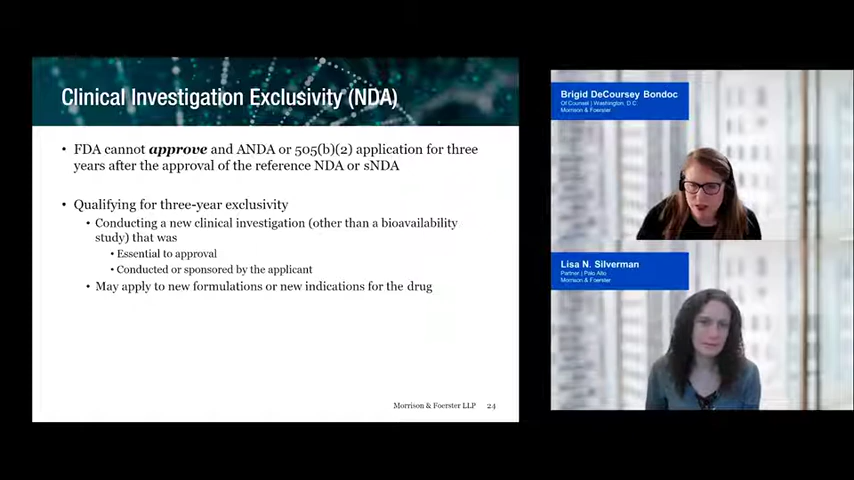 Clinical Investigation Exclusivity (NDA)
• FDA cannot approve and ANDA or 505(b)(2) application for three
years after the approval of the reference NDA or sNDA
• Qualifying for three-year exclusivity
• Conducting a new clinical investigation (other than a bioavailability
study) that was
• Essential to approval
• Conducted or sponsored by the applicant
• May apply to new formulations or new indications for the drug
Morrison & Foerster LLP 24
Brigid DeCoursey Bondoc
Of Counsel | Washington, D.C
Morrison & Foerster
Lisa N. Silverman
Partner | Palo Alto
Morrison & Foerster